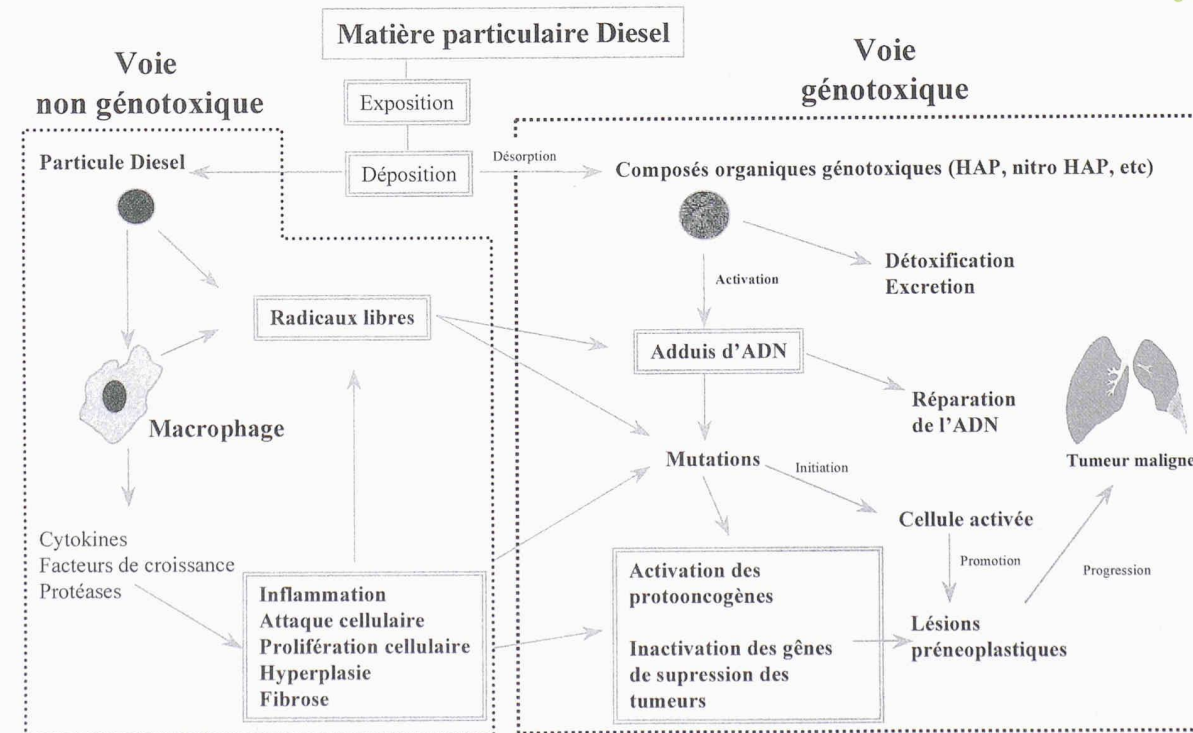 Matière particulaire Diesel
Voie
non génotoxique
Voie
génotoxique
Exposition
Déposition
Désorption
Particule Diesel
Composés organiques génotoxiques (HAP, nitro HAP, etc)
Détoxification
Excretion
Activation
Radicaux libres
Adduis d'ADN
Réparation
de l'ADN
Macrophage
Mutations
Initiation
Tumeur maligne
Cellule activée
Cytokines
Facteurs de croissance
Protéases
Promotion
Progression
Inflammation
Attaque cellulaire
Prolifération cellulaire
Hyperplasie
Fibrose
Activation des
protooncogènes
Inactivation des gênes
de supression des
tumeurs
Lésions
préneoplastiques